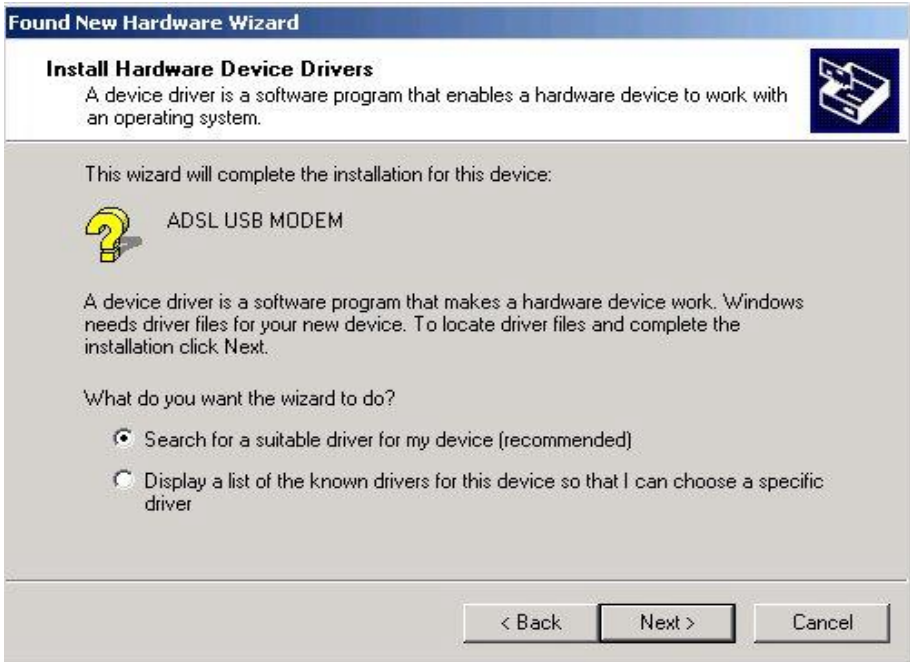 Found New Hardware Wizard
Install Hardware Device Drivers
A device driver is a software program that enables a hardware device to work with
an operating system.
This wizard will complete the installation for this device:
ADSL USB MODEM
A device driver is a software program that makes a hardware device work. Windows
needs driver files for your new device. To locate driver files and complete the
installation click Next.
What do you want the wizard to do?
Search for a suitable driver for my device (recommended)
Display a list of the known drivers for this device so that I can choose a specific
driver
< Back Next > Cancel